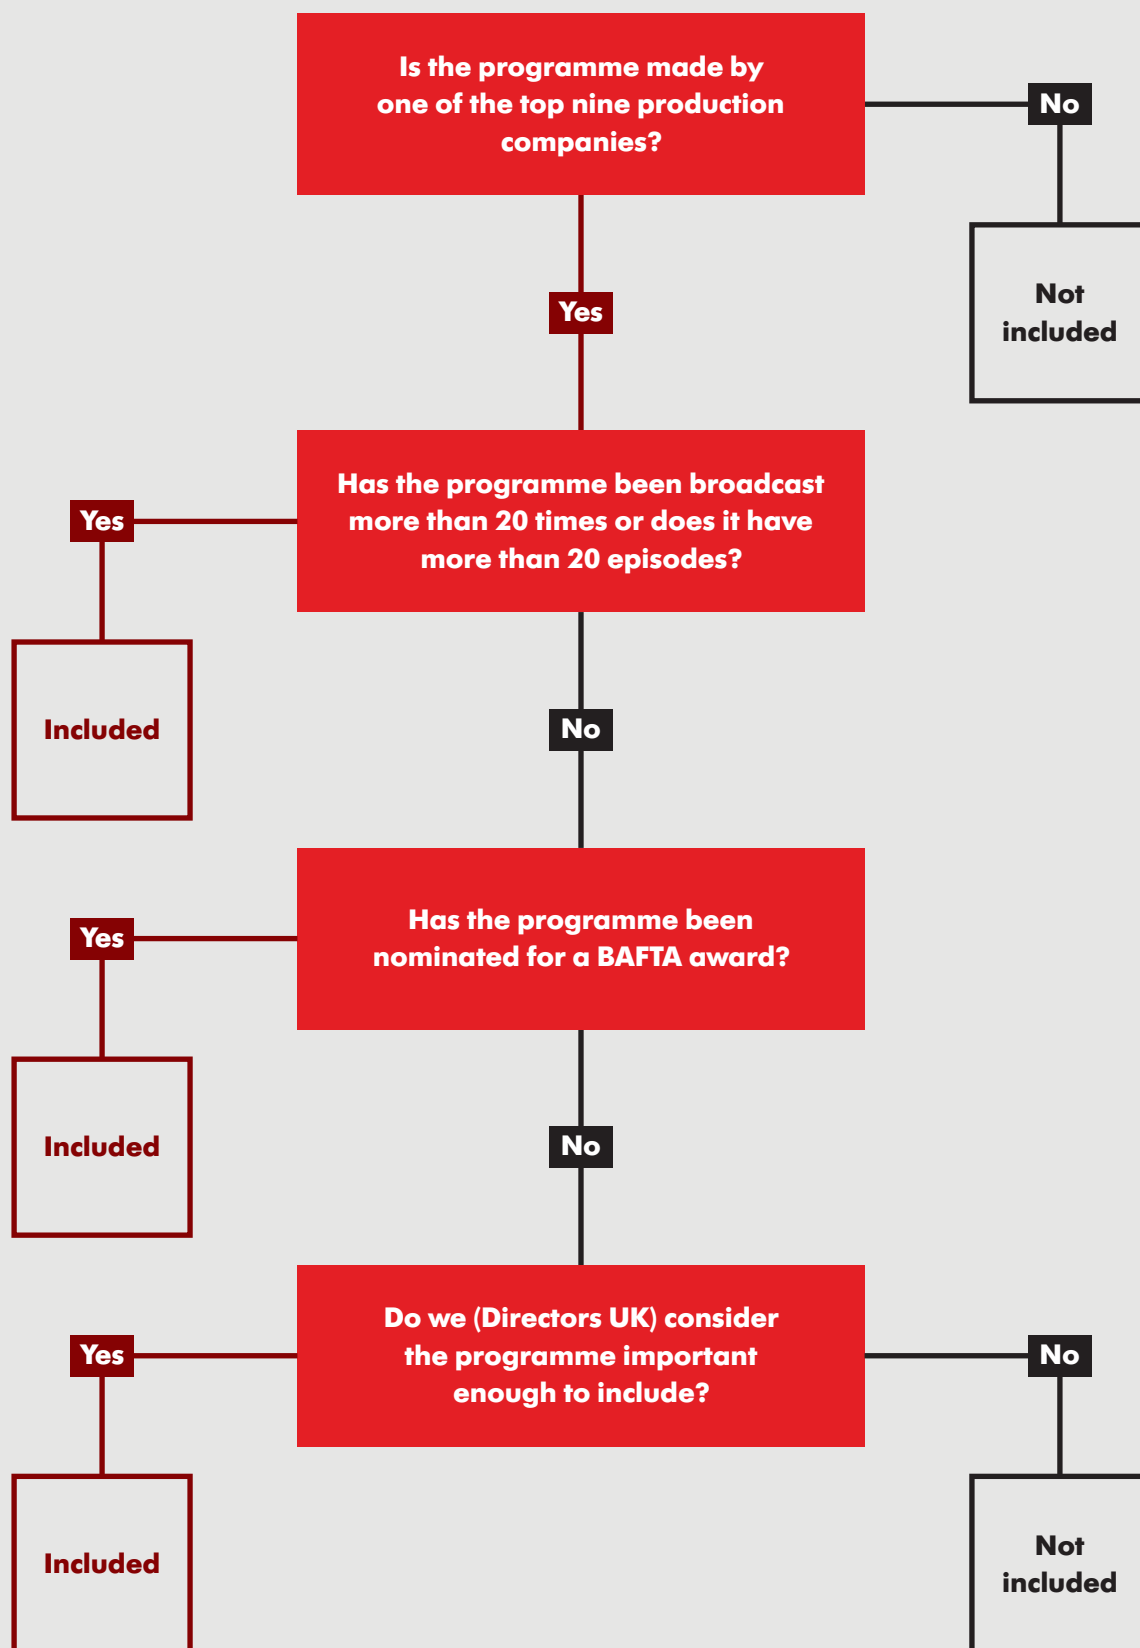 Is the programme made by
one of the top nine production
companies?
No
Not
included
Yes
Has the programme been broadcast
more than 20 times or does it have
more than 20 episodes?
Yes
Included
No
Has the programme been
nominated for a BAFTA award?
Yes
Included
No
Do we (Directors UK) consider
the programme important
enough to include?
Yes
Included
No
Not
included